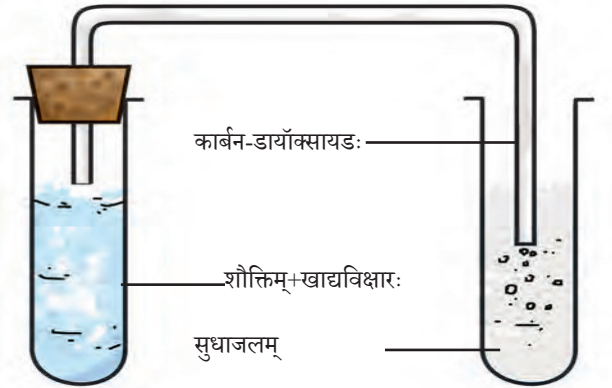 कार्बन-डायॉक्सायडः
शौक्तिम्+खाद्यविक्षारः
सुधाजलम्